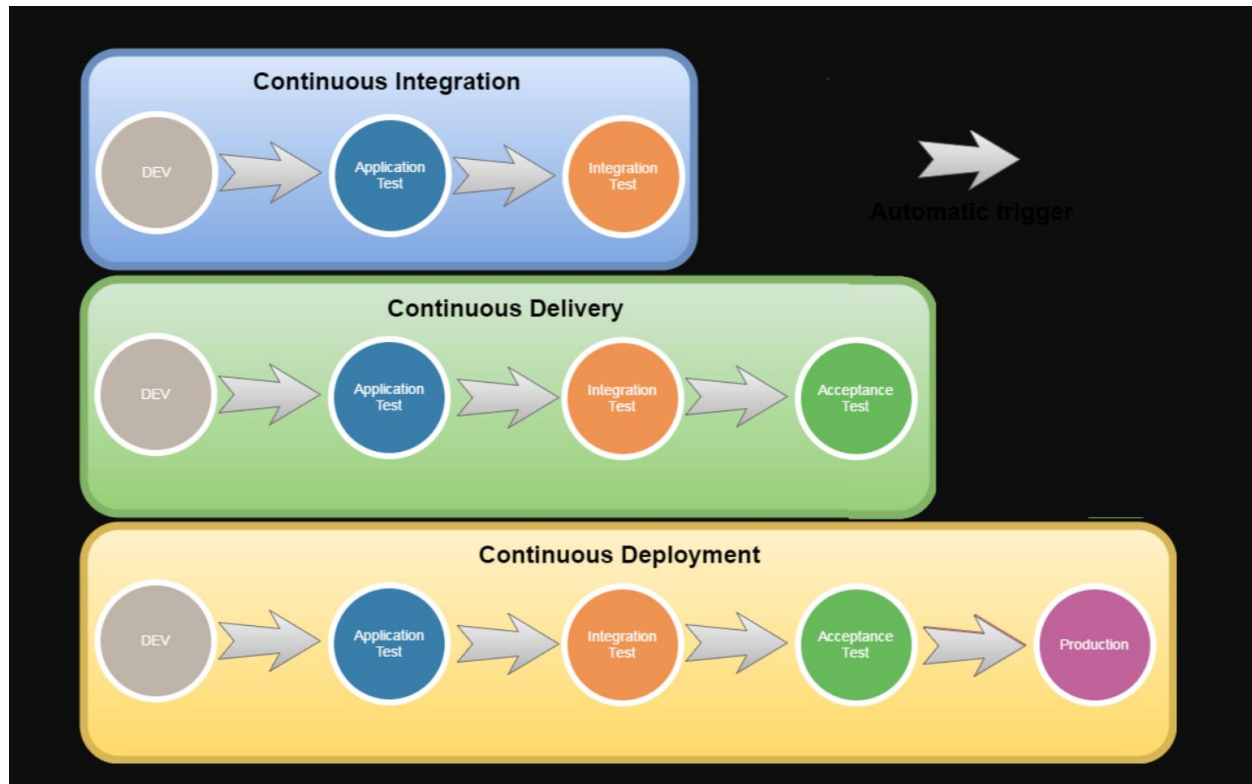 Continuous Integration
DEV
Application
Test
Integration
Test
Automatic trigger
Continuous Delivery
DEV
Application
Test
Integration
Test
Acceptance
Test
Continuous Deployment
DEV
Application
Test
Integration
Test
Acceptance
Test
Production